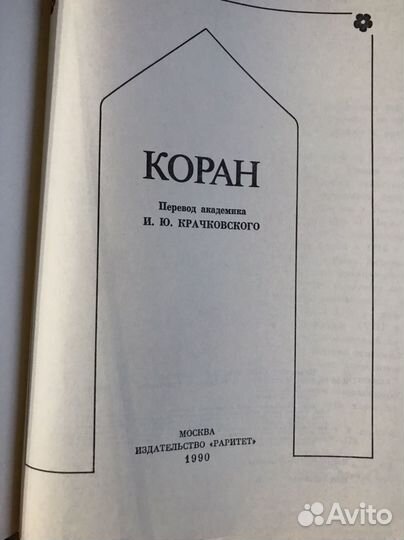 КОРАН
Перевод академика
И. Ю. КРАЧКОВСКОГО
МОСКВА
ИЗДАТЕЛЬСТВО «РАРИТЕТ»
1990
Avito